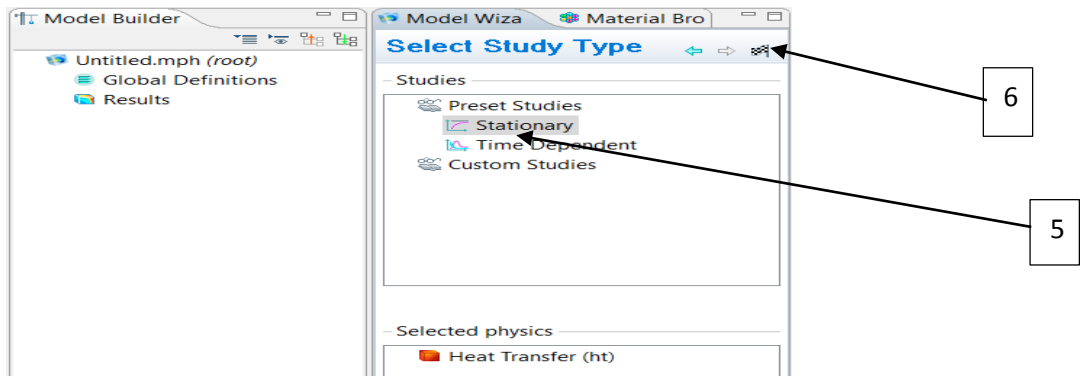 Model Builder
Untitled.mph (root)
Global Definitions
Results
Model Wiza
Material Bro
Select Study Type
Studies
Preset Studies
Stationary
Time Dependent
Custom Studies
Selected physics
Heat Transfer (ht)
6
5